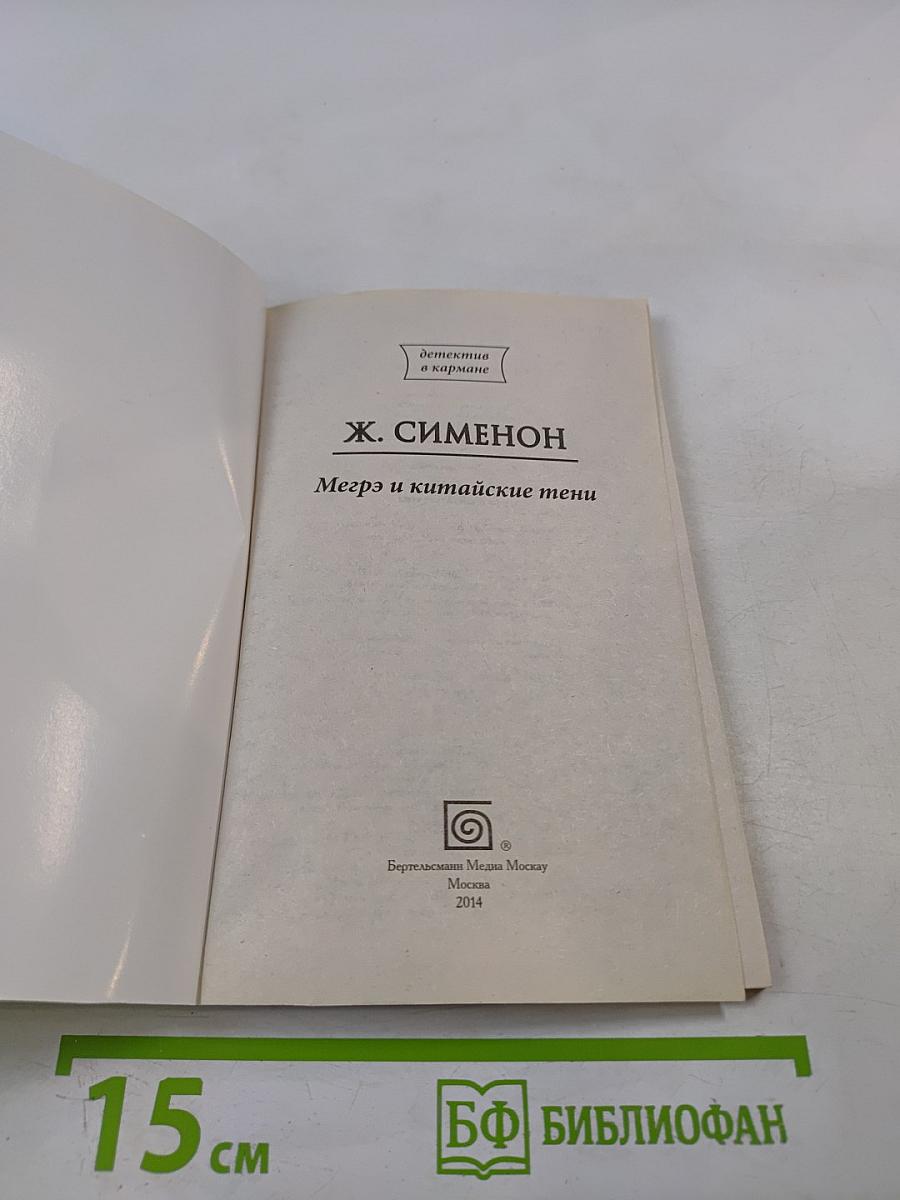 детектив
в кармане
Ж. СИМЕНОН
Мегрэ и китайские тени
®
Бертельсманн Медиа Москау
Москва
2014
15 см
БФ БИБЛИОФАН